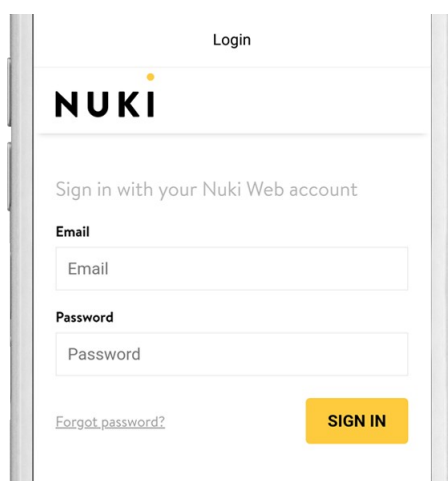 Login
NUKI
Sign in with your Nuki Web account
Email
Email
Password
Password
Forgot password?
SIGN IN